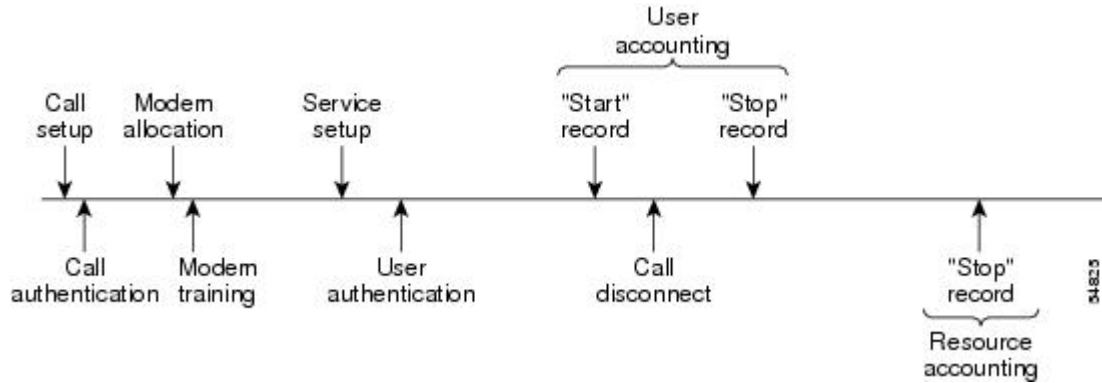 User
accounting
Call
setup
Modem
allocation
Service
setup
"Start"
record
"Stop"
record
Call
authentication
Modem
training
User
authentication
Call
disconnect
"Stop"
record
Resource
accounting
54825